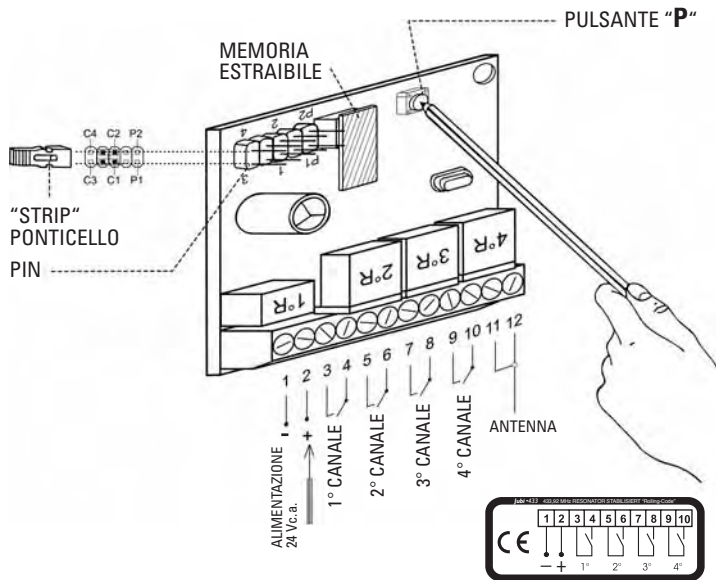 PULSANTE “P“
MEMORIA
ESTRAIBILE
C4 C2 P2
C3 C1 P1
4 2 P2
3 1 P1
"STRIP"
PONTICELLO
PIN
1°R 2°R 3°R 4°R
1 2 3 4 5 6 7 8 9 10 11 12
- +
ALIMENTAZIONE
24 Vc.a.
1° CANALE
2° CANALE
3° CANALE
4° CANALE
ANTENNA
Jubi-433 433,92 MHz RESONATOR STABILISIERT "Rolling-Code"
1 2 3 4 5 6 7 8 9 10
CE
- + 1° 2° 3° 4°